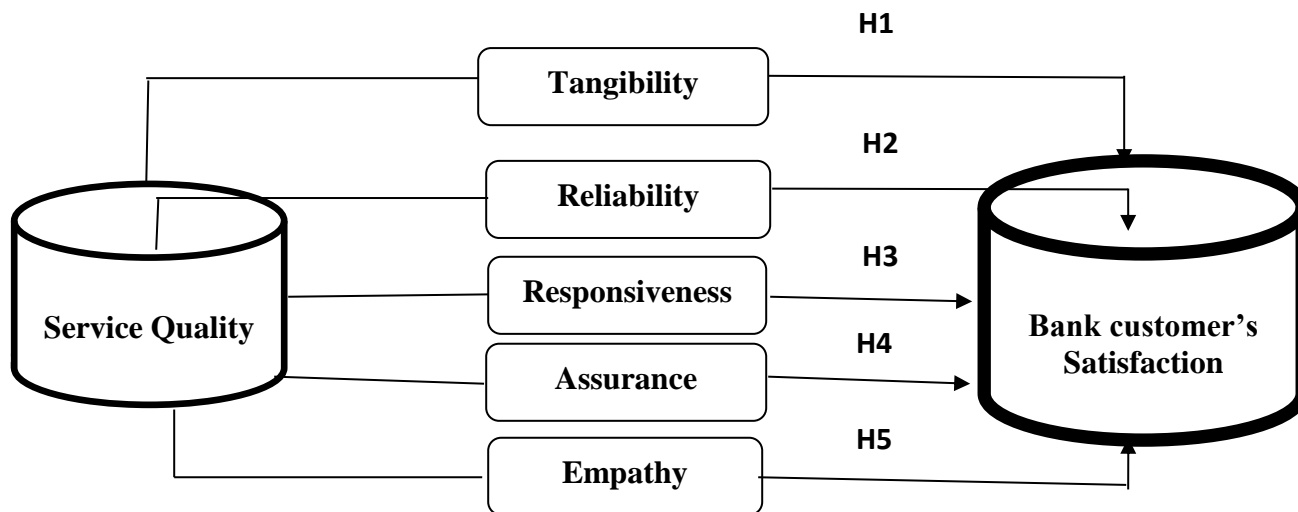 H1
Tangibility
H2
Reliability
H3
Responsiveness
Service Quality
Bank customer’s
Satisfaction
H4
Assurance
H5
Empathy